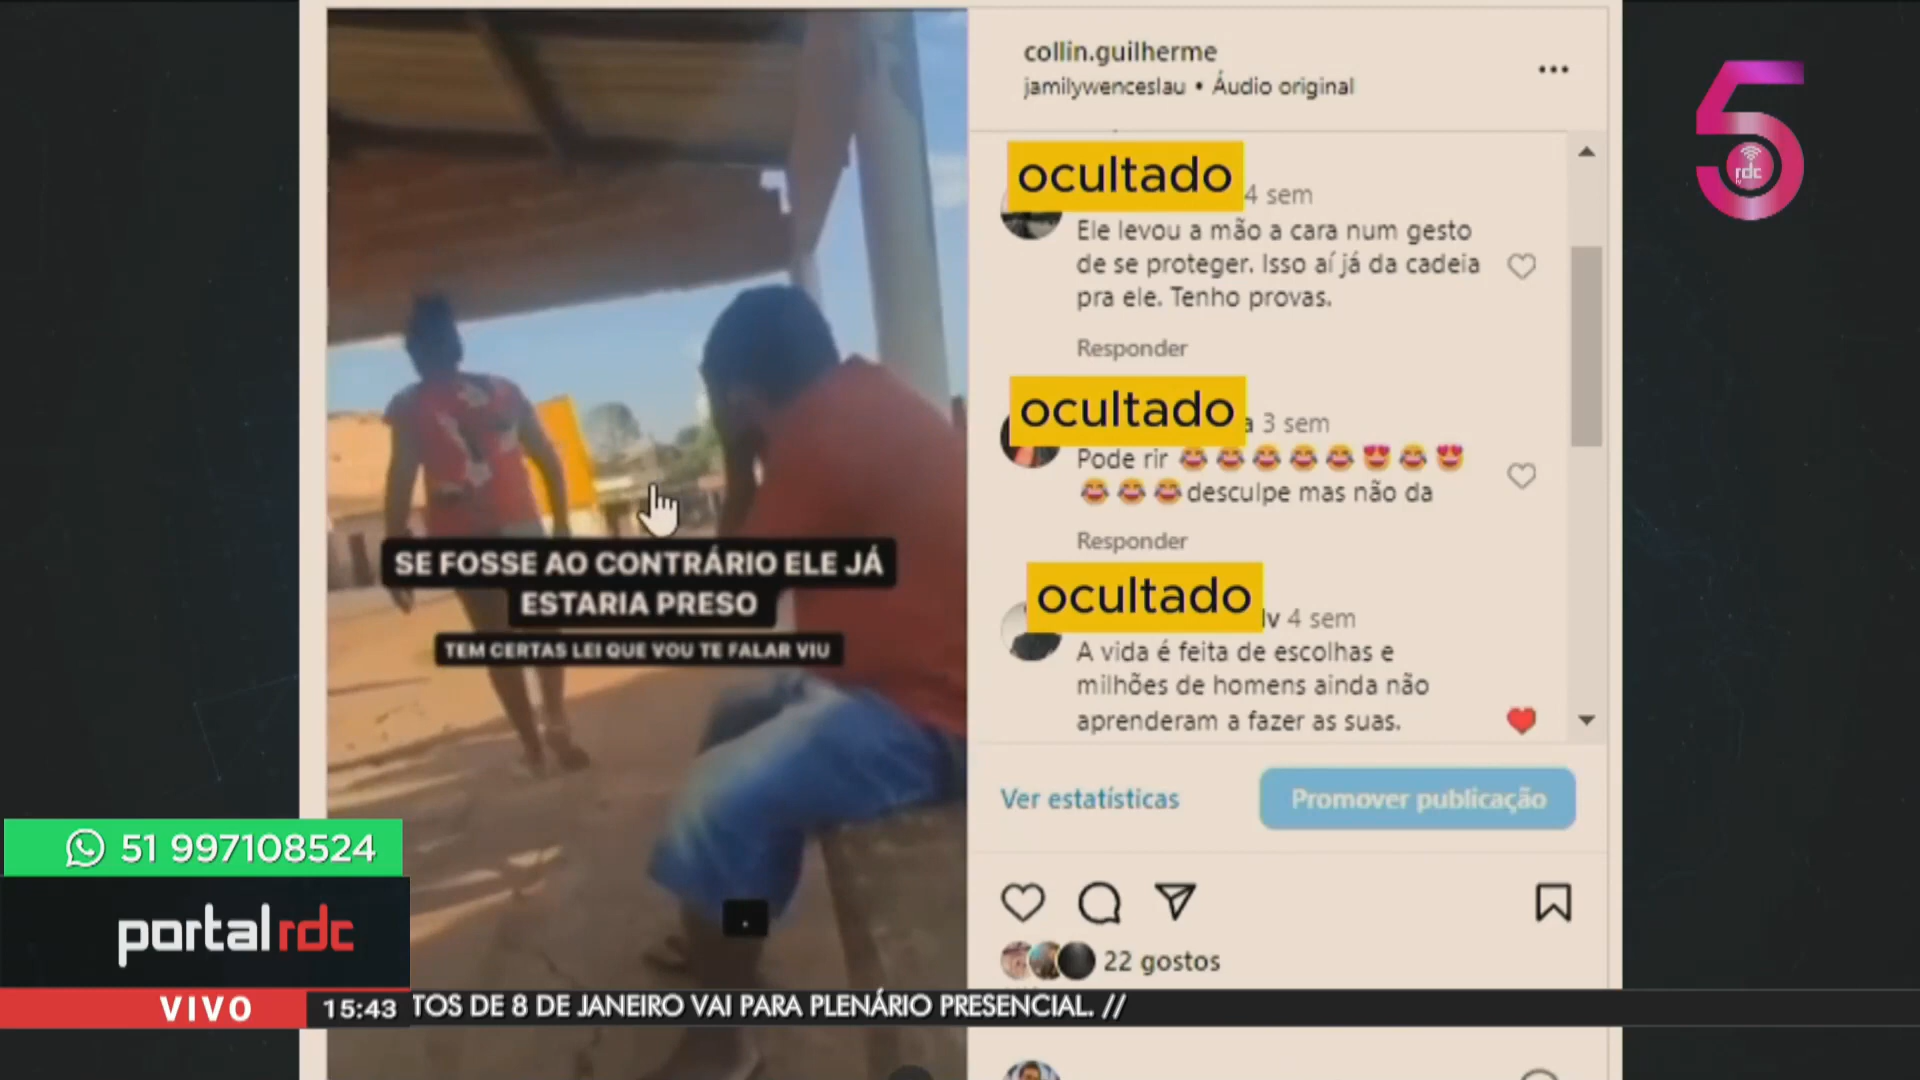 collin.guilherme
jamilywenceslau • Áudio original
ocultado
4 sem
Ele levou a mão a cara num gesto
de se proteger. Isso aí já da cadeia
pra ele. Tenho provas.
Responder
ocultado
a 3 sem
Pode rir 😂😂😂😂😂😍😂😍
😂😂😂desculpe mas não da
Responder
ocultado
lv 4 sem
A vida é feita de escolhas e
milhões de homens ainda não
aprenderam a fazer as suas.
Ver estatísticas
Promover publicação
22 gostos
SE FOSSE AO CONTRÁRIO ELE JÁ
ESTARIA PRESO
TEM CERTAS LEI QUE VOU TE FALAR VIU
.
5
rdc
tv
51 997108524
portal rdc
VIVO
15:43
TOS DE 8 DE JANEIRO VAI PARA PLENÁRIO PRESENCIAL. //